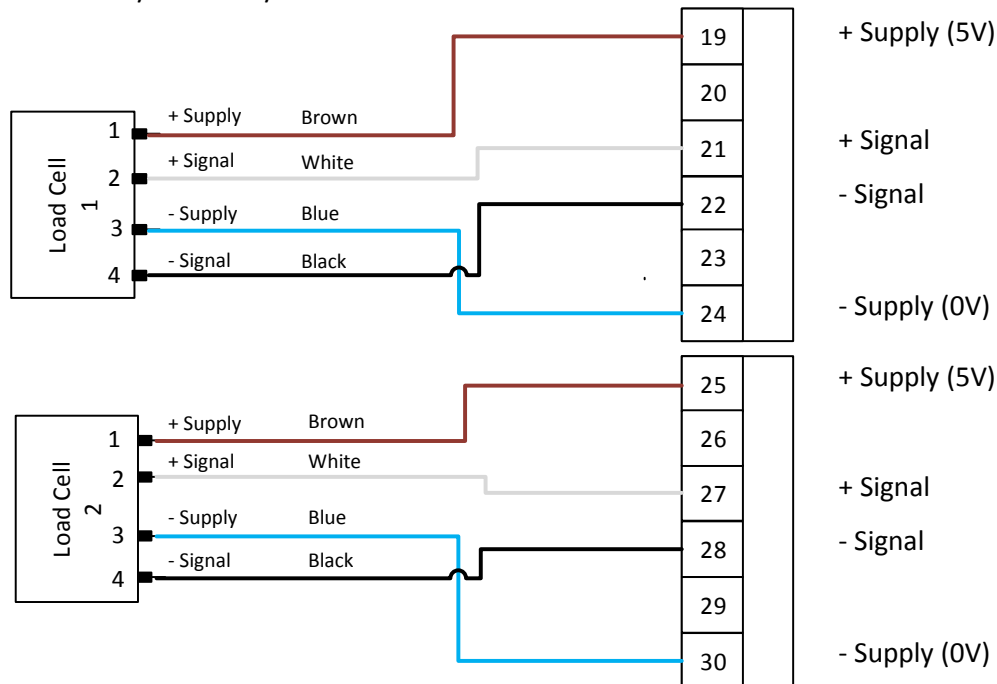 19
+ Supply (5V)
20
+ Supply
Brown
1
21
+ Signal
+ Signal
White
2
22
- Signal
Load Cell
1
- Supply
Blue
3
23
- Signal
Black
4
24
- Supply (0V)
25
+ Supply (5V)
+ Supply
Brown
1
26
+ Signal
White
2
27
+ Signal
Load Cell
2
- Supply
Blue
3
28
- Signal
- Signal
Black
4
29
30
- Supply (0V)